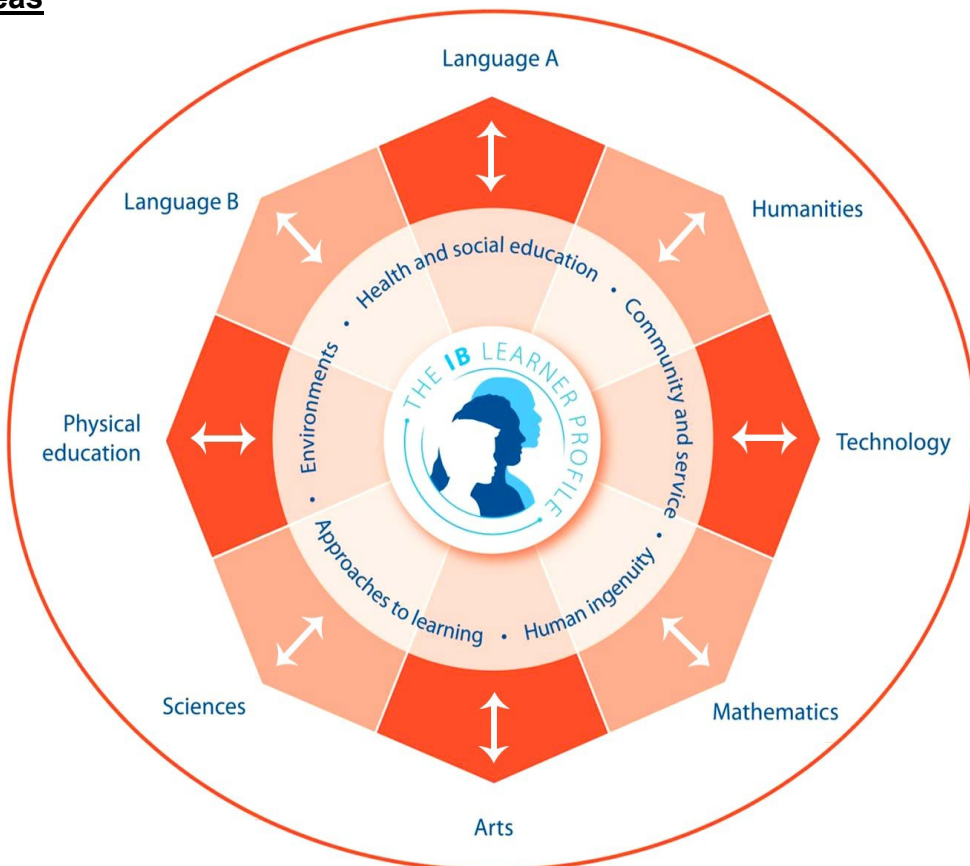 eas
Language A
Language B
Humanities
Health and social education
•
Community and service
•
Human ingenuity
•
Approaches to learning
•
Environments
•
THE IB LEARNER PROFILE
Physical
education
Technology
Sciences
Mathematics
Arts